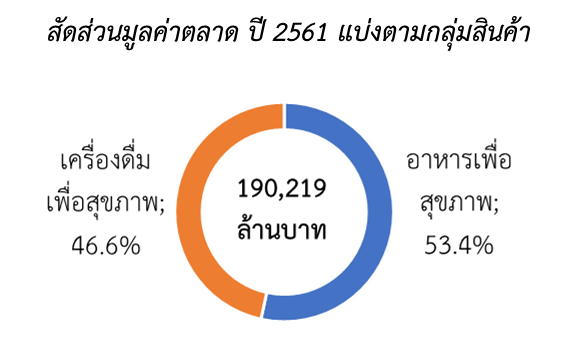 สัดส่วนมูลค่าตลาด ปี 2561 แบ่งตามกลุ่มสินค้า
เครื่องดื่ม
เพื่อสุขภาพ;
46.6%
190,219
ล้านบาท
อาหารเพื่อ
สุขภาพ;
53.4%